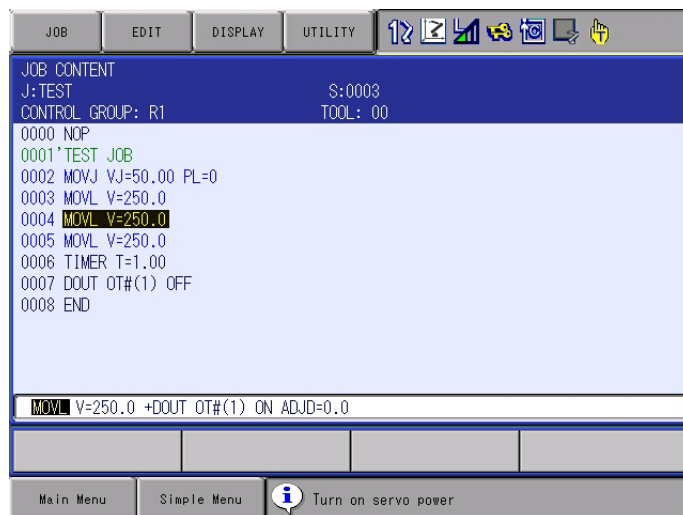 JOB EDIT DISPLAY UTILITY
JOB CONTENT
J:TEST S:0003
CONTROL GROUP: R1 TOOL: 00
0000 NOP
0001'TEST JOB
0002 MOVJ VJ=50.00 PL=0
0003 MOVL V=250.0
0004 MOVL V=250.0
0005 MOVL V=250.0
0006 TIMER T=1.00
0007 DOUT OT#(1) OFF
0008 END
MOVL V=250.0 +DOUT OT#(1) ON ADJD=0.0
Main Menu Simple Menu Turn on servo power